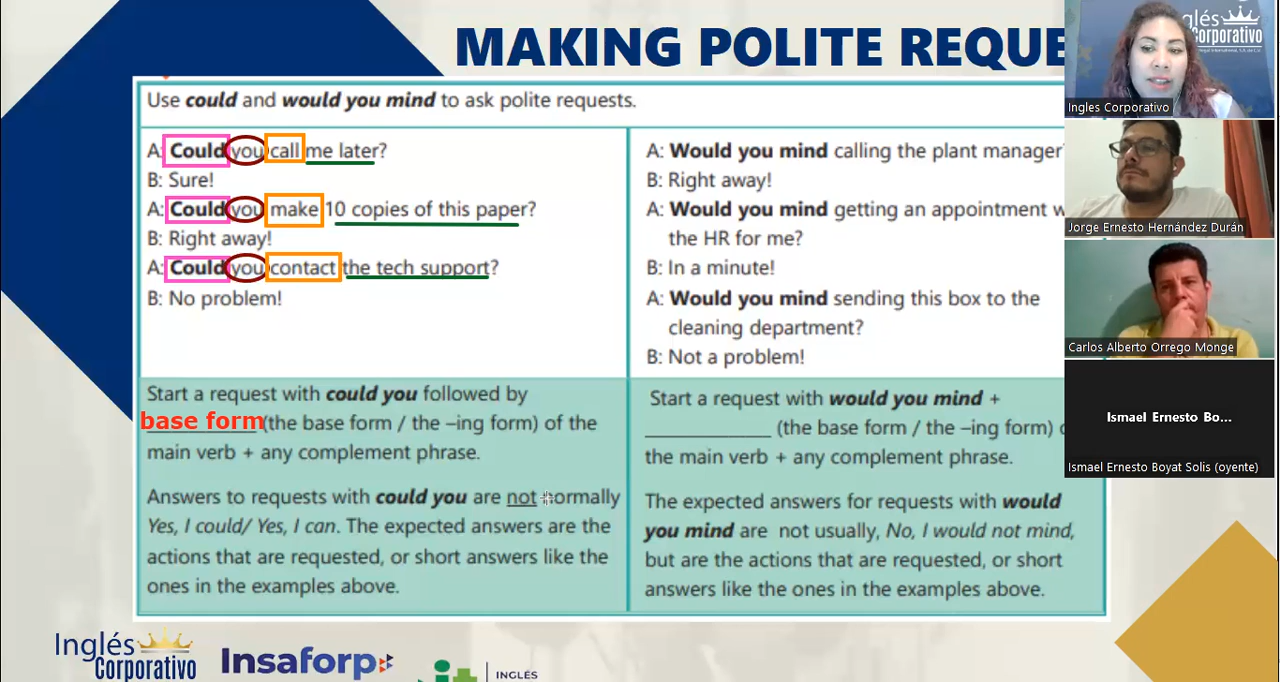 MAKING POLITE REQUE
Use could and would you mind to ask polite requests.
A: Could you call me later?
B: Sure!
A: Could you make 10 copies of this paper?
B: Right away!
A: Could you contact the tech support?
B: No problem!
A: Would you mind calling the plant manager?
B: Right away!
A: Would you mind getting an appointment w
the HR for me?
B: In a minute!
A: Would you mind sending this box to the
cleaning department?
B: Not a problem!
Start a request with could you followed by
base form (the base form / the –ing form) of the
main verb + any complement phrase.
Answers to requests with could you are not normally
Yes, I could/ Yes, I can. The expected answers are the
actions that are requested, or short answers like the
ones in the examples above.
Start a request with would you mind +
____________ (the base form / the –ing form)
the main verb + any complement phrase.
The expected answers for requests with would
you mind are not usually, No, I would not mind,
but are the actions that are requested, or short
answers like the ones in the examples above.
Inglés
Corporativo
Insaforp
INGLÉS
glés
Corporativo
Ingles Corporativo
Jorge Ernesto Hernández Durán
Carlos Alberto Orrego Monge
Ismael Ernesto Bo...
Ismael Ernesto Boyat Solis (oyente)